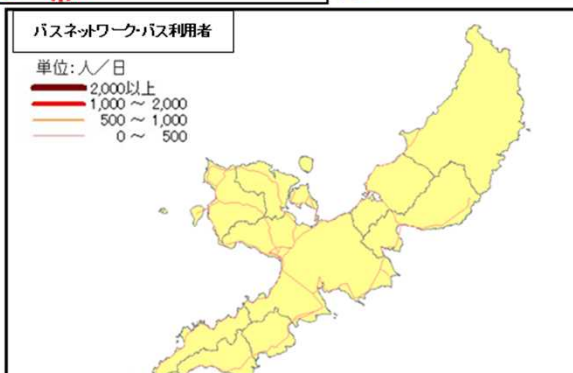 バスネットワーク・バス利用者
単位:人/日
2,000以上
1,000 ~ 2,000
500 ~ 1,000
0 ~ 500